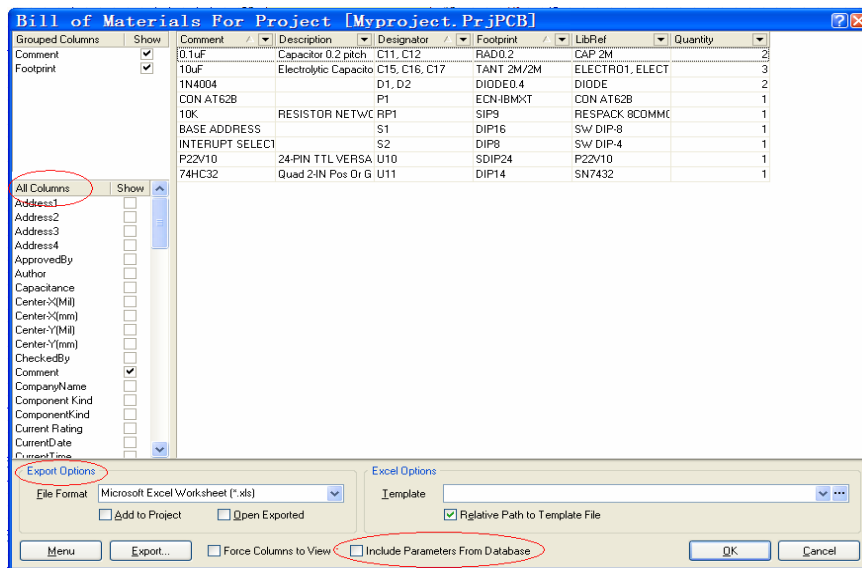 Bill of Materials For Project [Myproject.PrjPCB]
Grouped Columns Show Comment Description Designator Footprint LibRef Quantity
Comment
Footprint
0.1uF Capacitor 0.2 pitch C11, C12 RAD0.2 CAP 2M 2
10uF Electrolytic Capacito C15, C16, C17 TANT 2M/2M ELECTRO1, ELECT 3
1N4004 D1, D2 DIODE0.4 DIODE 2
CON AT62B P1 ECN-IBMXT CON AT62B 1
10K RESISTOR NETWC RP1 SIP9 RESPACK 8COMMC 1
BASE ADDRESS S1 DIP16 SW DIP-8 1
INTERUPT SELECT S2 DIP8 SW DIP-4 1
P22V10 24-PIN TTL VERSA U10 SDIP24 P22V10 1
74HC32 Quad 2-IN Pos Or G U11 DIP14 SN7432 1
All Columns Show
Address1
Address2
Address3
Address4
ApprovedBy
Author
Capacitance
Center-X(Mil)
Center-X(mm)
Center-Y(Mil)
Center-Y(mm)
CheckedBy
Comment
CompanyName
Component Kind
ComponentKind
Current Rating
CurrentDate
CurrentTime
Export Options
File Format Microsoft Excel Worksheet (*.xls)
Add to Project Open Exported
Excel Options
Template
Relative Path to Template File
Menu Export... Force Columns to View Include Parameters From Database OK Cancel